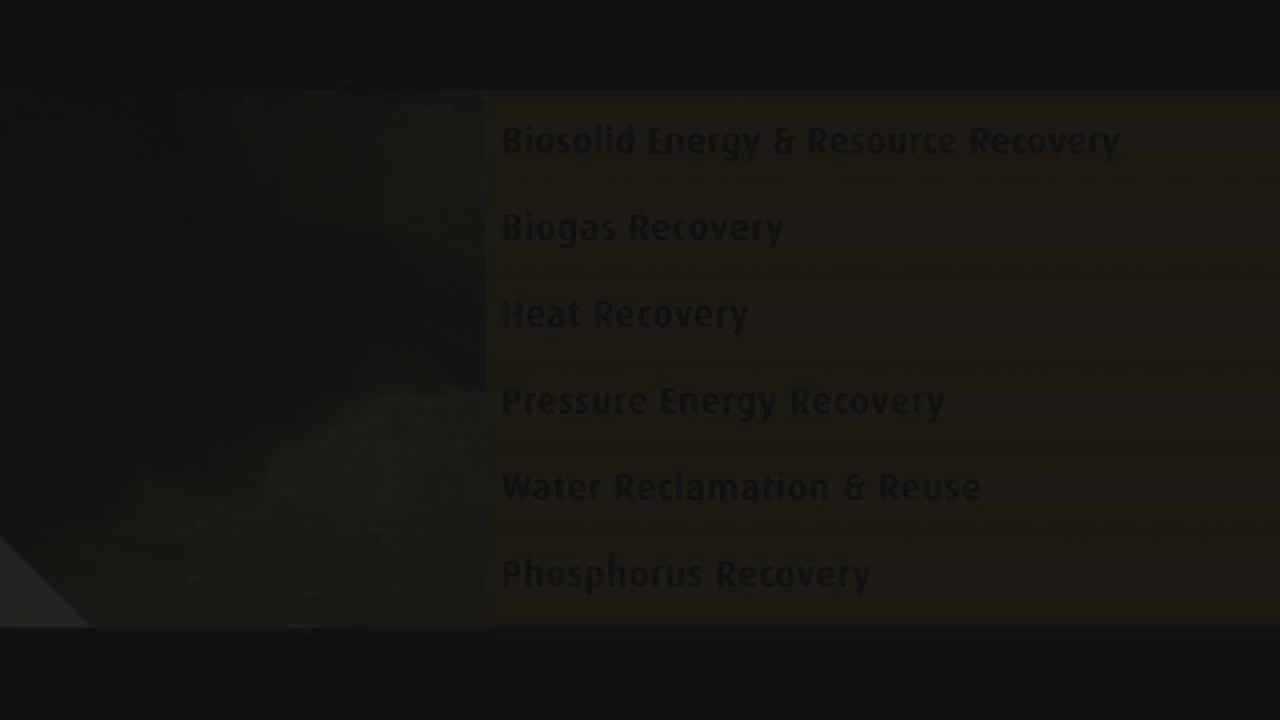 Biosolid Energy & Resource Recovery
Biogas Recovery
Heat Recovery
Pressure Energy Recovery
Water Reclamation & Reuse
Phosphorus Recovery